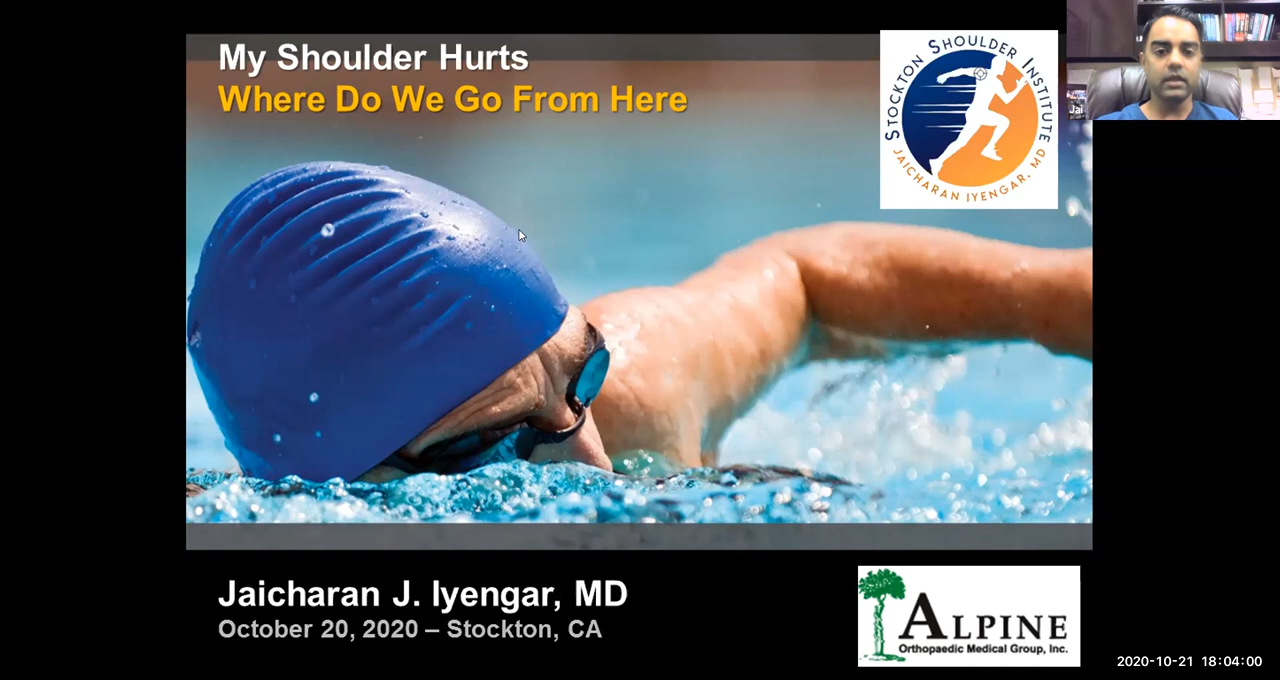 My Shoulder Hurts
Where Do We Go From Here
STOCKTON SHOULDER INSTITUTE
JAICHARAN IYENGAR, MD
Jai
Jaicharan J. Iyengar, MD
October 20, 2020 – Stockton, CA
ALPINE
Orthopaedic Medical Group, Inc.
2020-10-21 18:04:00